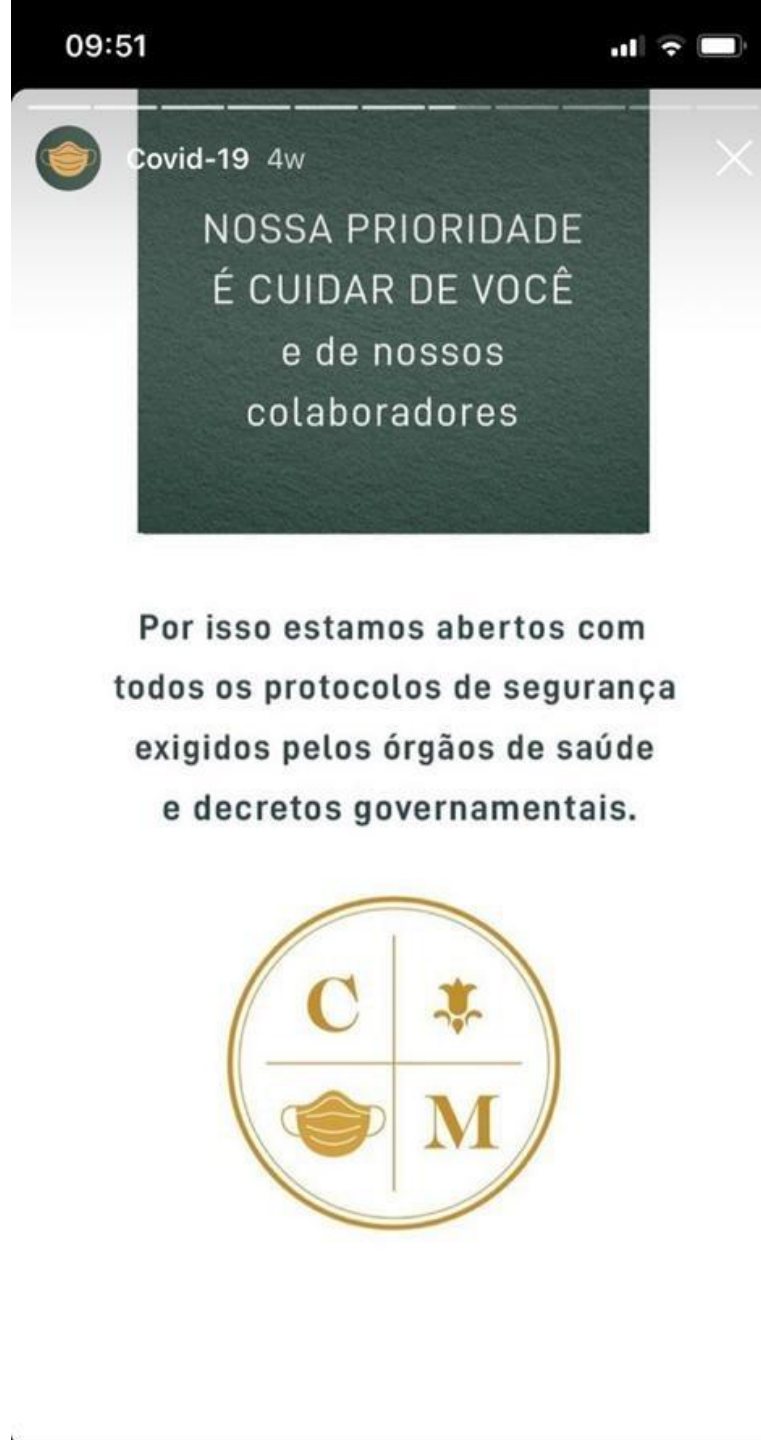 09:51
Covid-19 4w
NOSSA PRIORIDADE
É CUIDAR DE VOCÊ
e de nossos
colaboradores
Por isso estamos abertos com
todos os protocolos de segurança
exigidos pelos órgãos de saúde
e decretos governamentais.
C
M